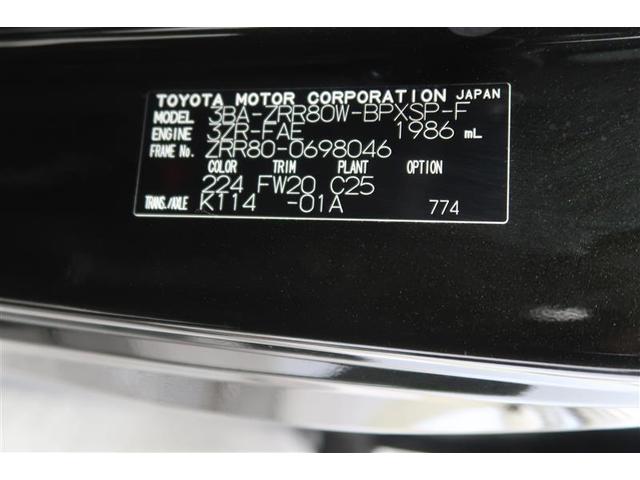 TOYOTA MOTOR CORPORATION JAPAN
MODEL 3BA-ZRR80W-BPXSP-F
ENGINE 3ZR-FAE 1986 mL
FRAME No. ZRR80-0698046
COLOR TRIM PLANT OPTION
224 FW20 C25
TRANS./AXLE K114 -01A 774